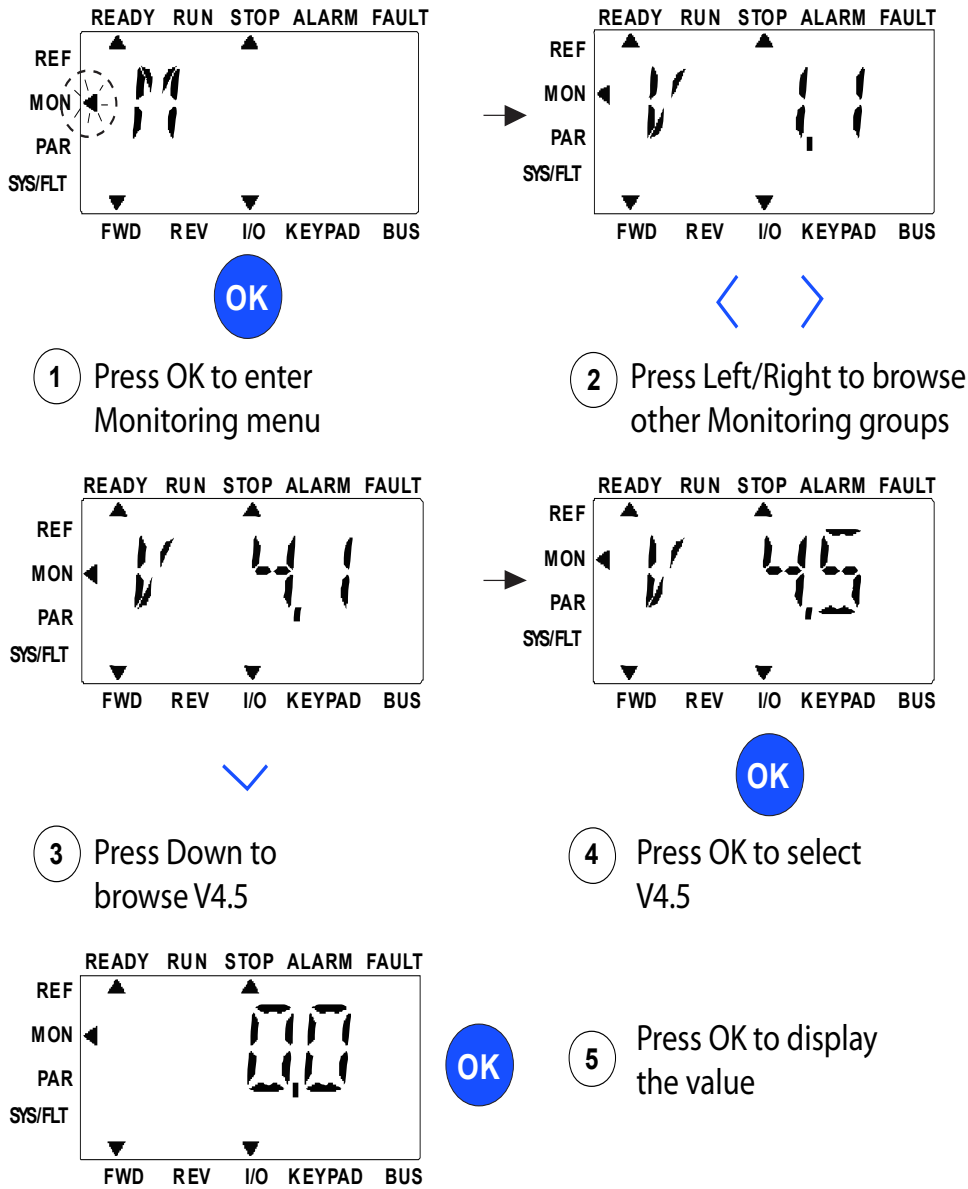 READY RUN STOP ALARM FAULT
REF
MON
PAR
SYS/FLT
M
FWD REV I/O KEYPAD BUS
OK
1 Press OK to enter
Monitoring menu
READY RUN STOP ALARM FAULT
REF
MON
PAR
SYS/FLT
V 1,1
FWD REV I/O KEYPAD BUS
2 Press Left/Right to browse
other Monitoring groups
READY RUN STOP ALARM FAULT
REF
MON
PAR
SYS/FLT
V 4,1
FWD REV I/O KEYPAD BUS
3 Press Down to
browse V4.5
READY RUN STOP ALARM FAULT
REF
MON
PAR
SYS/FLT
V 4,5
FWD REV I/O KEYPAD BUS
OK
4 Press OK to select
V4.5
READY RUN STOP ALARM FAULT
REF
MON
PAR
SYS/FLT
0,0
FWD REV I/O KEYPAD BUS
OK
5 Press OK to display
the value